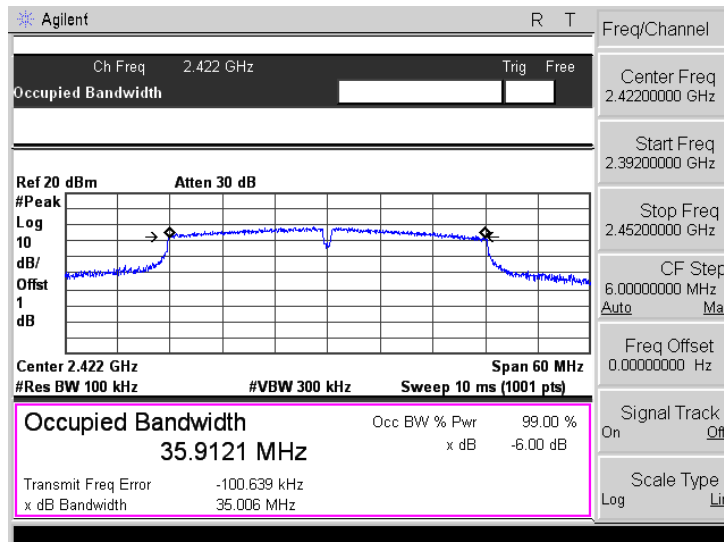 Agilent R T
Ch Freq 2.422 GHz Trig Free
Occupied Bandwidth
Ref 20 dBm Atten 30 dB
#Peak
Log
10
dB/
Offst
1
dB
Center 2.422 GHz Span 60 MHz
#Res BW 100 kHz #VBW 300 kHz Sweep 10 ms (1001 pts)
Occupied Bandwidth
35.9121 MHz
Occ BW % Pwr 99.00 %
x dB -6.00 dB
Transmit Freq Error -100.639 kHz
x dB Bandwidth 35.006 MHz
Freq/Channel
Center Freq
2.42200000 GHz
Start Freq
2.39200000 GHz
Stop Freq
2.45200000 GHz
CF Step
6.00000000 MHz
Auto Ma
Freq Offset
0.00000000 Hz
Signal Track
On Off
Scale Type
Log Lin